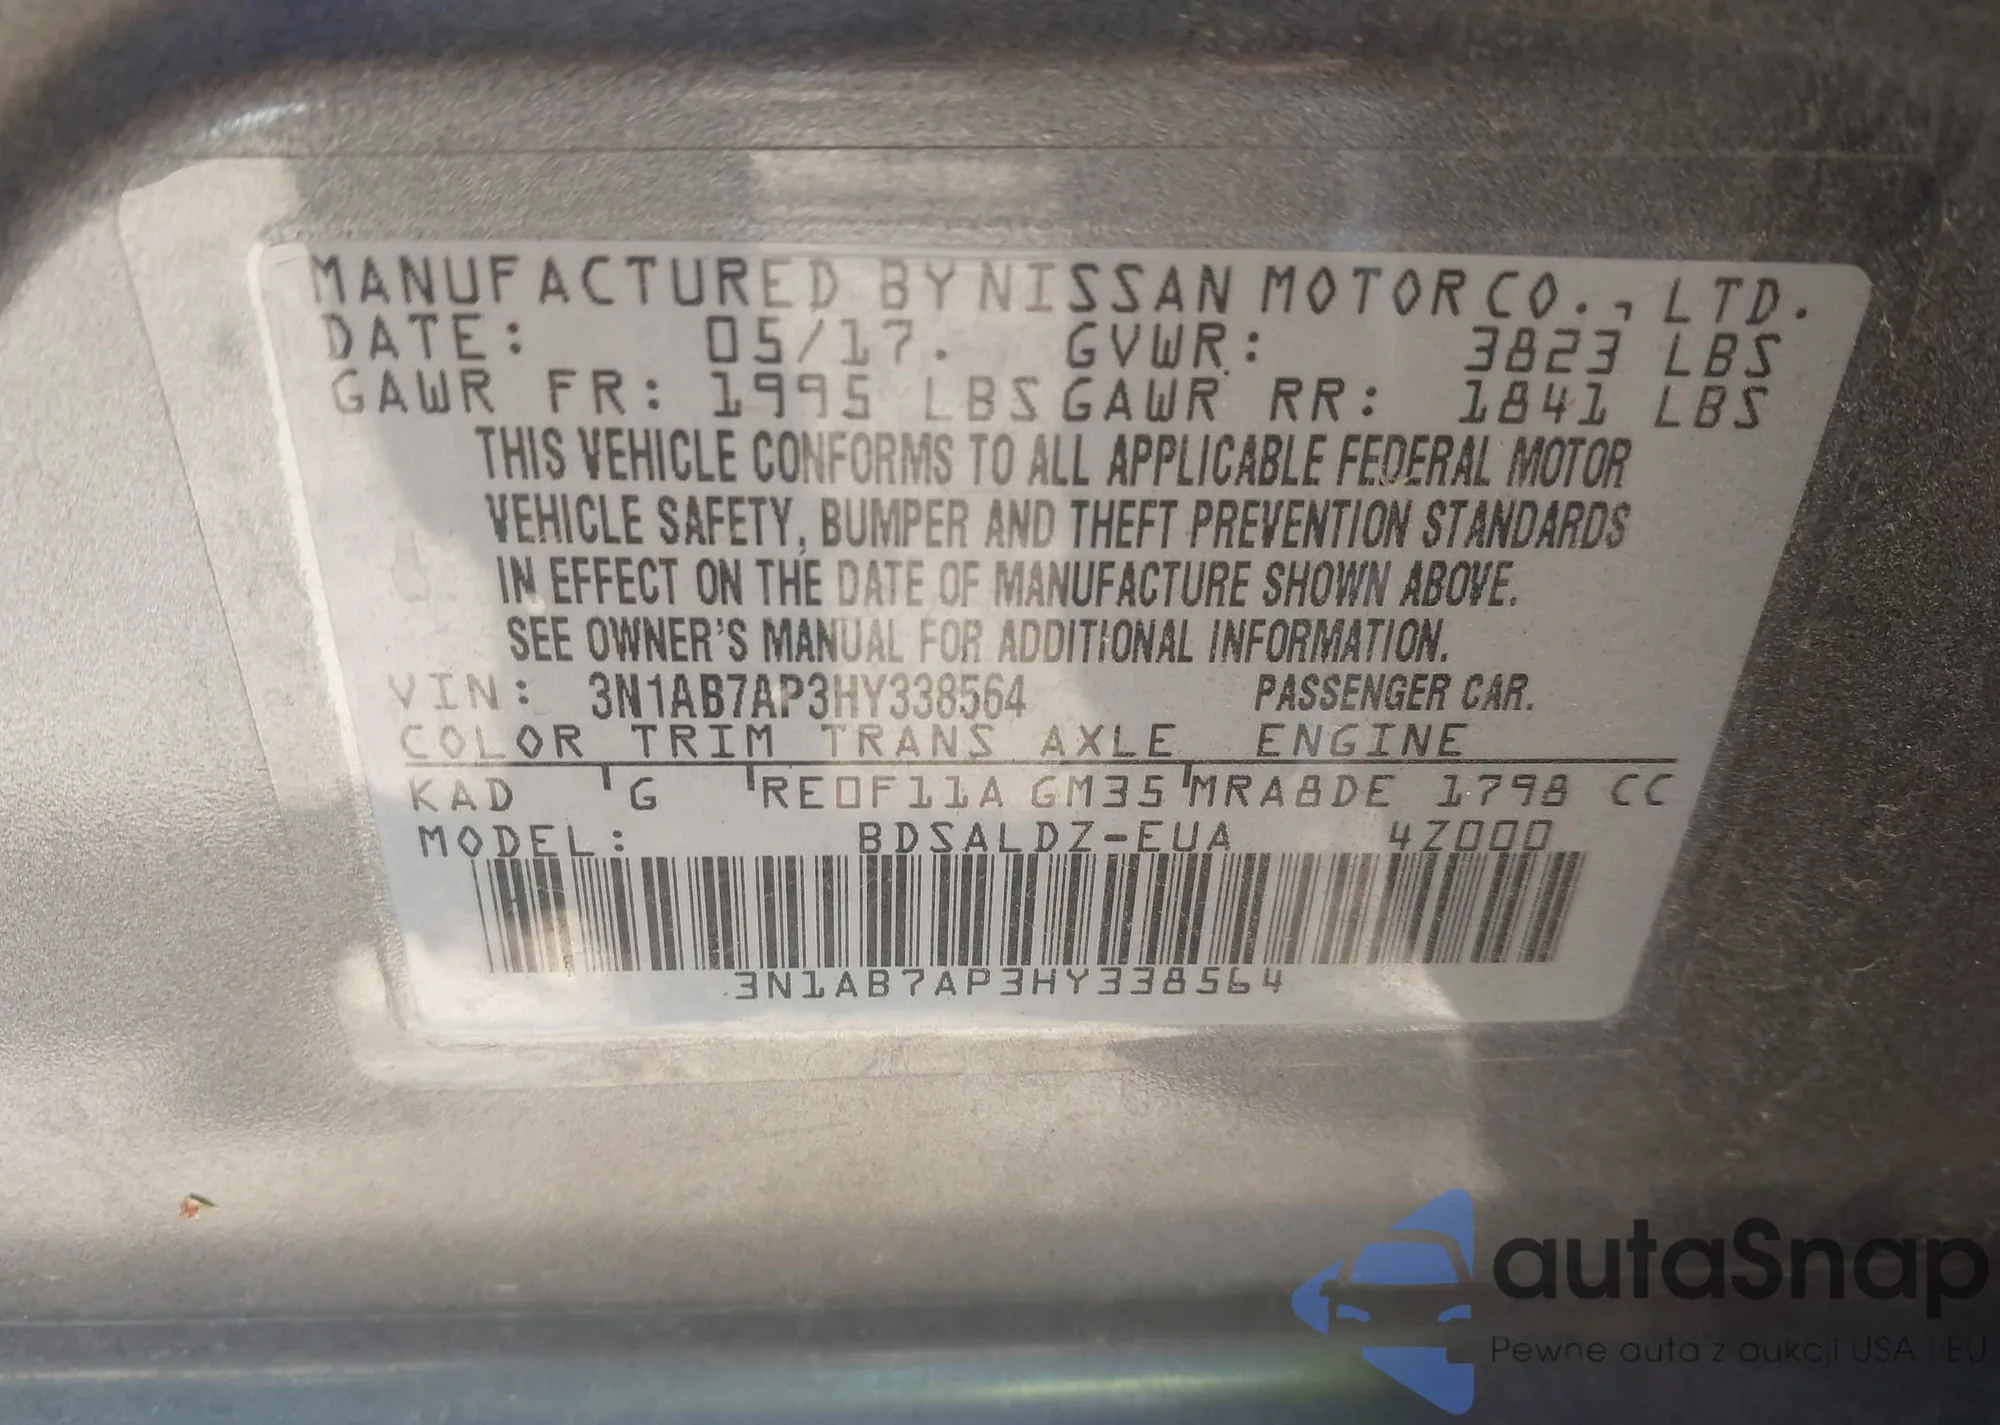 MANUFACTURED BY NISSAN MOTOR CO., LTD.
DATE: 05/17. GVWR: 3823 LBS
GAWR FR: 1995 LBS GAWR RR: 1841 LBS
THIS VEHICLE CONFORMS TO ALL APPLICABLE FEDERAL MOTOR
VEHICLE SAFETY, BUMPER AND THEFT PREVENTION STANDARDS
IN EFFECT ON THE DATE OF MANUFACTURE SHOWN ABOVE.
SEE OWNER'S MANUAL FOR ADDITIONAL INFORMATION.
VIN: 3N1AB7AP3HY338564 PASSENGER CAR.
COLOR TRIM TRANS AXLE ENGINE
KAD G RE0F11A GM35 MRA8DE 1798 CC
MODEL: BDSALDZ-EUA 4Z000
3N1AB7AP3HY338564
autaSnap
Pewne auta z aukcji USA i EU